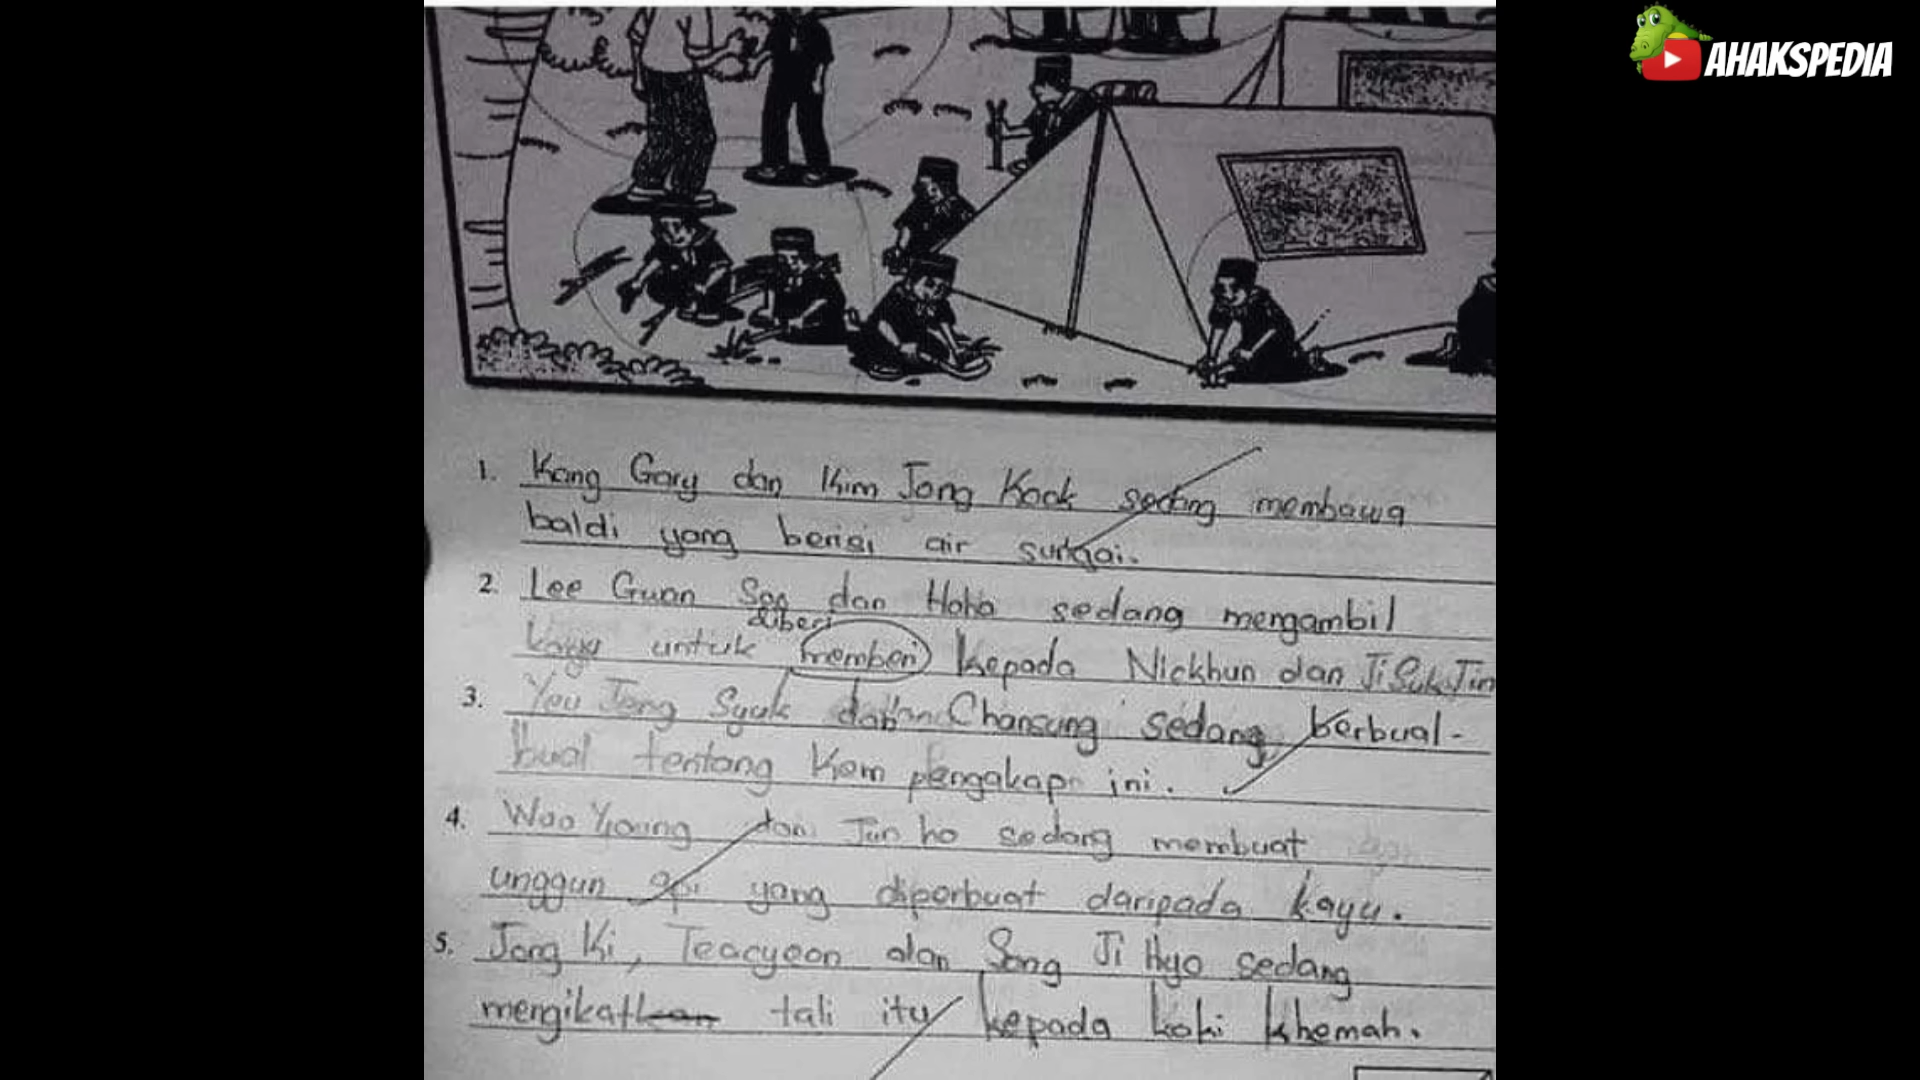 AHAKSPEDIA
1. Kang Gary dan Kim Jong Kook sedang membawa
baldi yang berisi air sungai.
2. Lee Guan Soo dan Haha sedang mengambil
diberi
kayu untuk memberi kepada Nickhun dan Ji Suk Jin
3. You Jong Syuk dan Chansung sedang berbual-
bual tentang kem pengakap ini.
4. Woo Young dan Jun ho sedang membuat
unggun api yang diperbuat daripada kayu.
5. Jong Ki, Teacyeon dan Song Ji Hyo sedang
mengikatkan tali itu kepada kaki khemah.